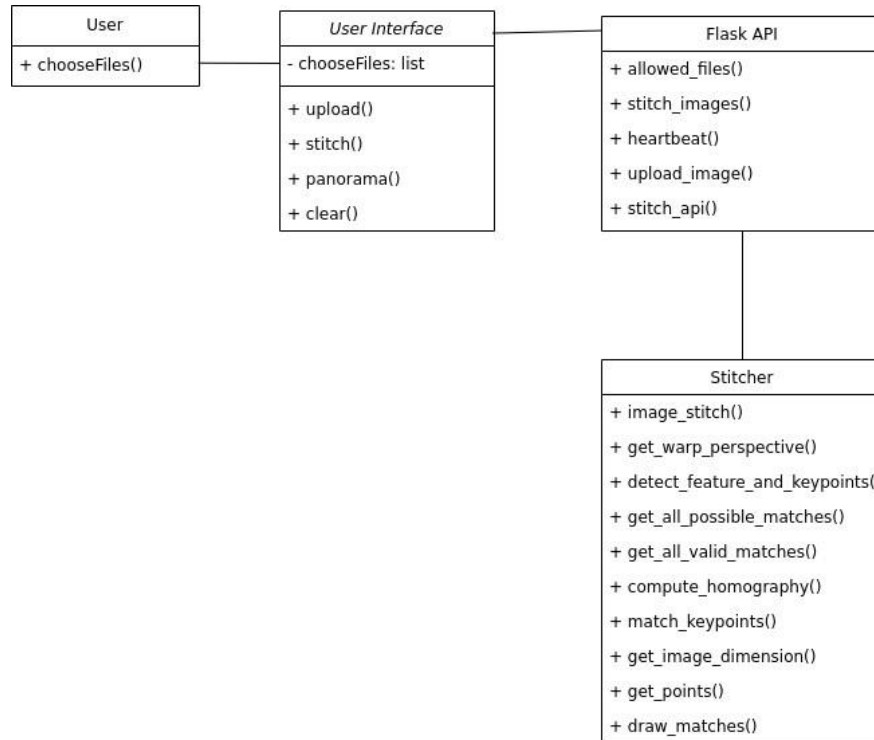 User
+ chooseFiles()
User Interface
- chooseFiles: list
+ upload()
+ stitch()
+ panorama()
+ clear()
Flask API
+ allowed_files()
+ stitch_images()
+ heartbeat()
+ upload_image()
+ stitch_api()
Stitcher
+ image_stitch()
+ get_warp_perspective()
+ detect_feature_and_keypoints(
+ get_all_possible_matches()
+ get_all_valid_matches()
+ compute_homography()
+ match_keypoints()
+ get_image_dimension()
+ get_points()
+ draw_matches()